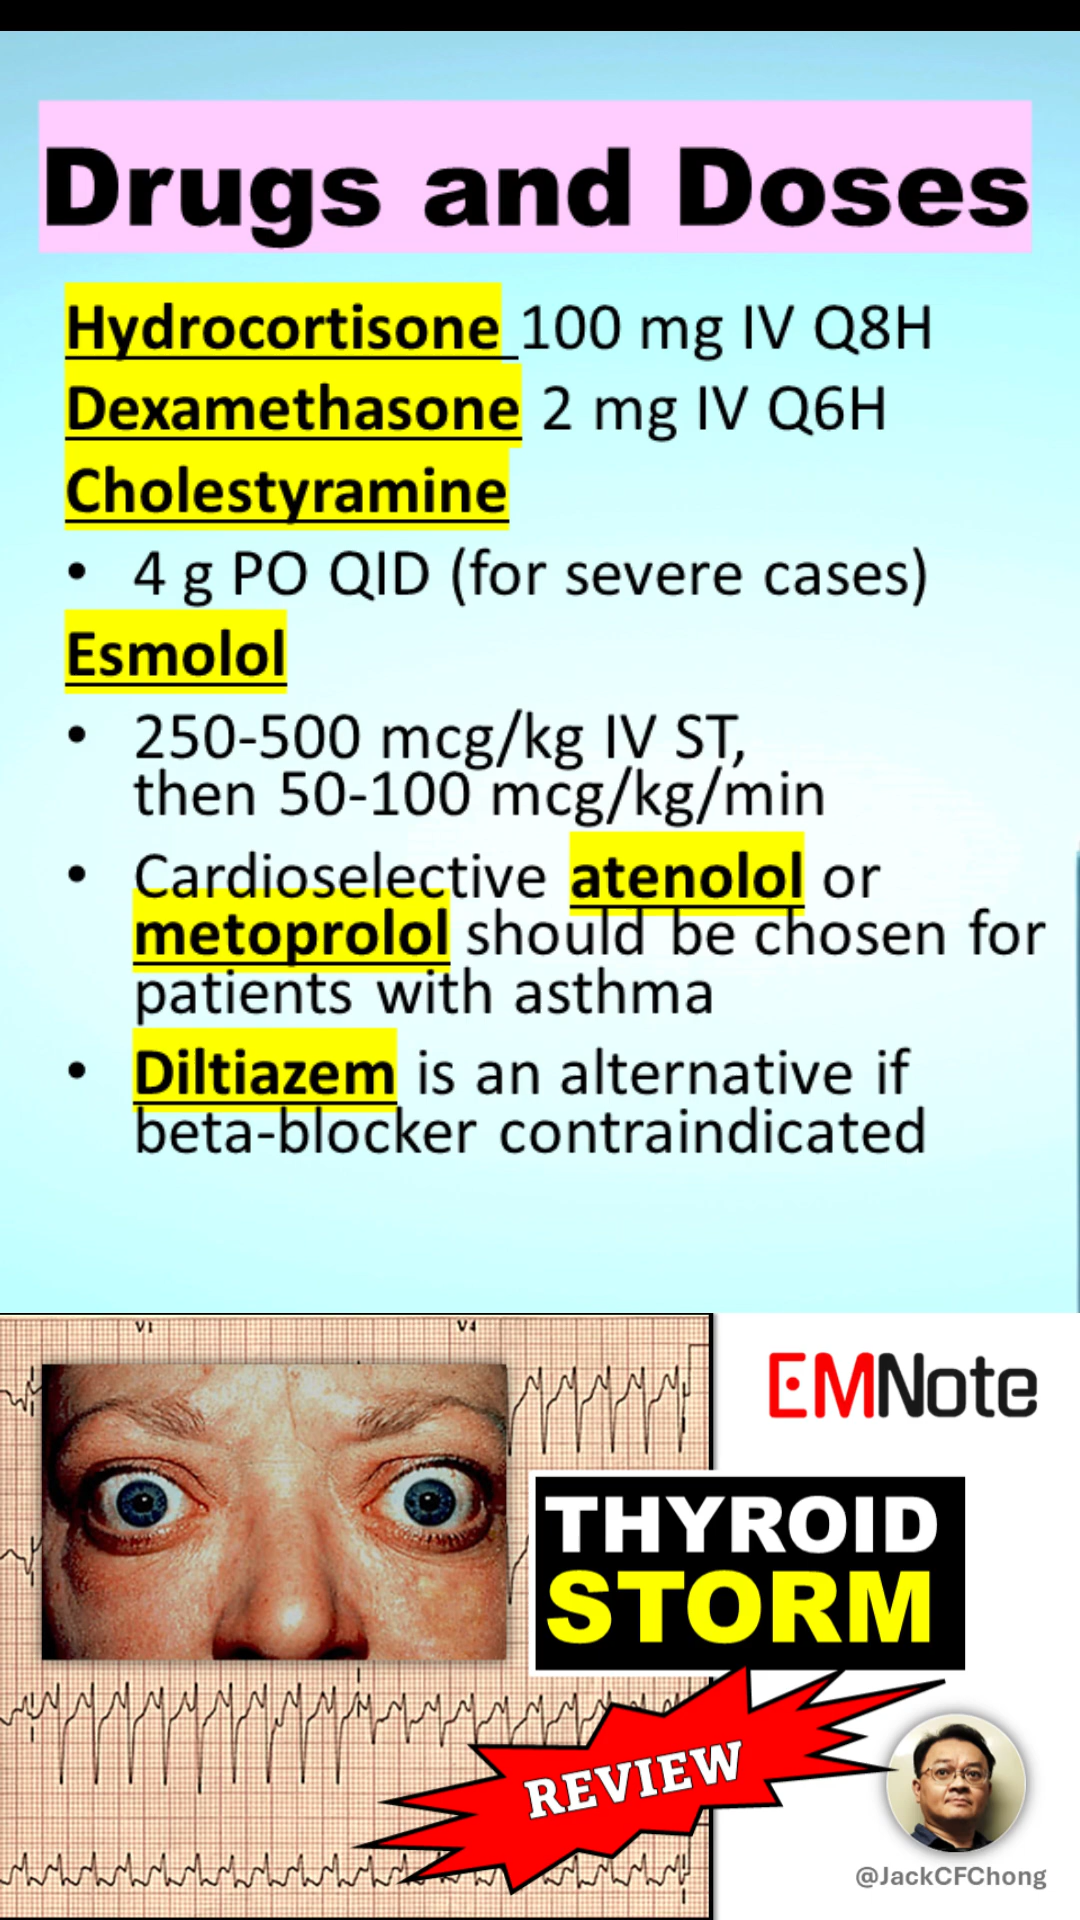 Drugs and Doses
Hydrocortisone 100 mg IV Q8H
Dexamethasone 2 mg IV Q6H
Cholestyramine
• 4 g PO QID (for severe cases)
Esmolol
• 250-500 mcg/kg IV ST,
then 50-100 mcg/kg/min
• Cardioselective atenolol or
metoprolol should be chosen for
patients with asthma
• Diltiazem is an alternative if
beta-blocker contraindicated
V1 V4
EMNote
THYROID
STORM
REVIEW
@JackCFChong